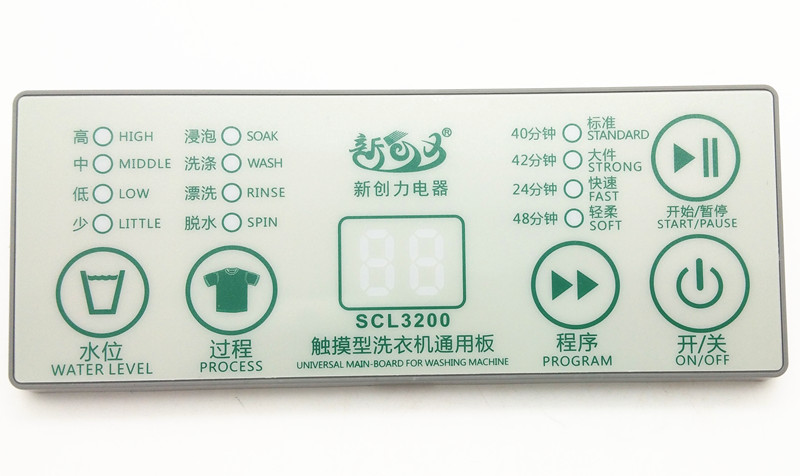 高 HIGH
中 MIDDLE
低 LOW
少 LITTLE
水位
WATER LEVEL
浸泡 SOAK
洗涤 WASH
漂洗 RINSE
脱水 SPIN
过程
PROCESS
®
新创力电器
88
SCL3200
触摸型洗衣机通用板
UNIVERSAL MAIN-BOARD FOR WASHING MACHINE
40分钟 标准 STANDARD
42分钟 大件 STRONG
24分钟 快速 FAST
48分钟 轻柔 SOFT
程序
PROGRAM
开始/暂停
START/PAUSE
开/关
ON/OFF